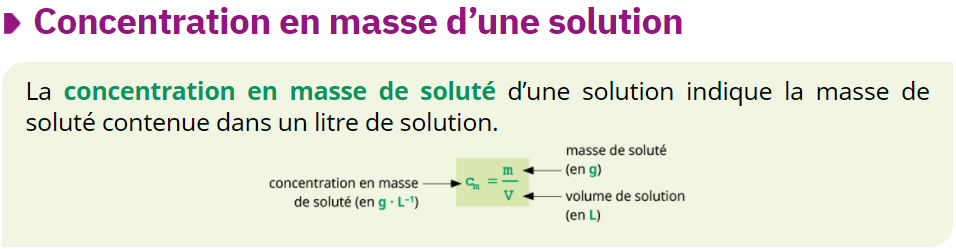 Concentration en masse d’une solution
La concentration en masse de soluté d’une solution indique la masse de
soluté contenue dans un litre de solution.
masse de soluté
(en g)
concentration en masse
de soluté (en g · L⁻¹)
cₘ = m/V
volume de solution
(en L)